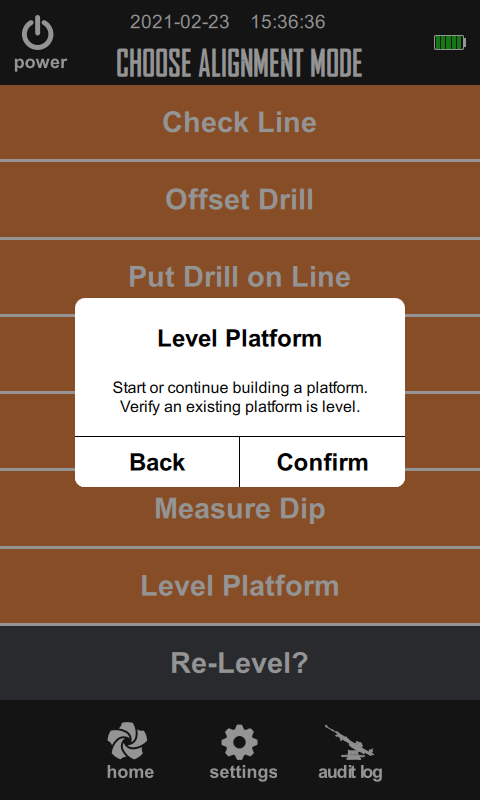 2021-02-23 15:36:36
power
CHOOSE ALIGNMENT MODE
Check Line
Offset Drill
Put Drill on Line
Level Platform
Start or continue building a platform.
Verify an existing platform is level.
Back Confirm
Measure Dip
Level Platform
Re-Level?
home settings audit log